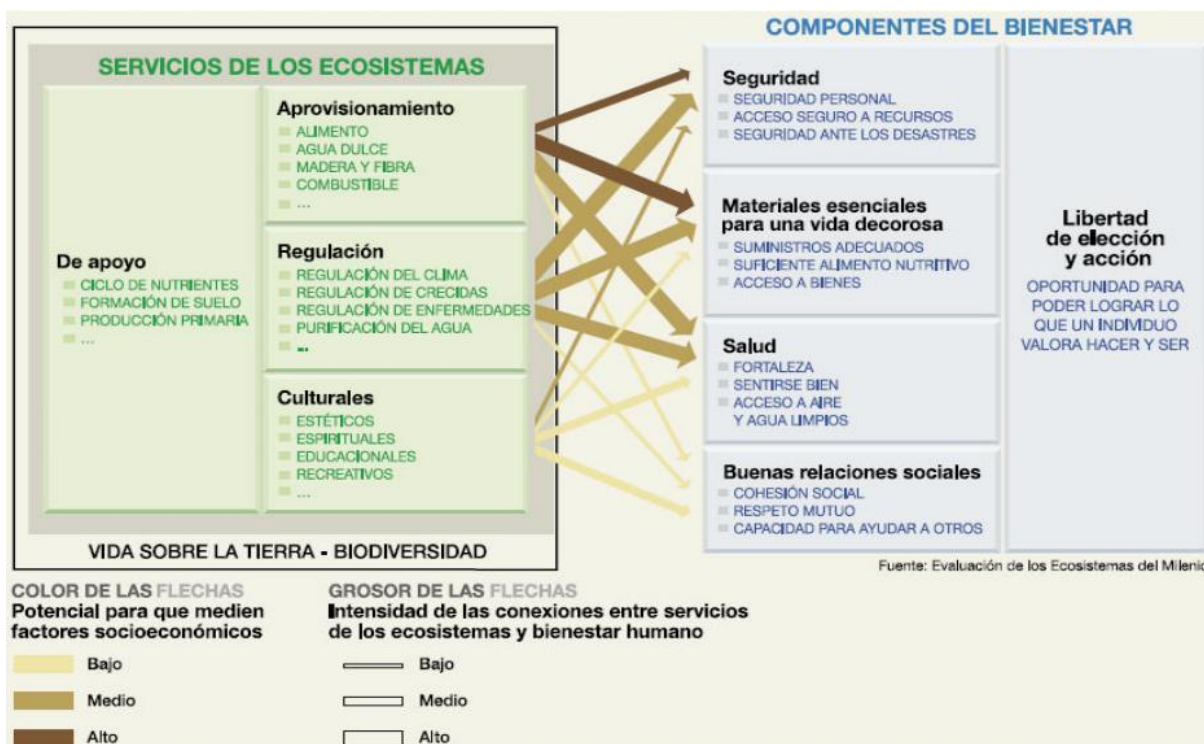 COMPONENTES DEL BIENESTAR
SERVICIOS DE LOS ECOSISTEMAS
De apoyo
CICLO DE NUTRIENTES
FORMACIÓN DE SUELO
PRODUCCIÓN PRIMARIA
...
Aprovisionamiento
ALIMENTO
AGUA DULCE
MADERA Y FIBRA
COMBUSTIBLE
...
Regulación
REGULACIÓN DEL CLIMA
REGULACIÓN DE CRECIDAS
REGULACIÓN DE ENFERMEDADES
PURIFICACIÓN DEL AGUA
...
Culturales
ESTÉTICOS
ESPIRITUALES
EDUCACIONALES
RECREATIVOS
...
VIDA SOBRE LA TIERRA - BIODIVERSIDAD
Seguridad
SEGURIDAD PERSONAL
ACCESO SEGURO A RECURSOS
SEGURIDAD ANTE LOS DESASTRES
Materiales esenciales
para una vida decorosa
SUMINISTROS ADECUADOS
SUFICIENTE ALIMENTO NUTRITIVO
ACCESO A BIENES
Salud
FORTALEZA
SENTIRSE BIEN
ACCESO A AIRE
Y AGUA LIMPIOS
Buenas relaciones sociales
COHESIÓN SOCIAL
RESPETO MUTUO
CAPACIDAD PARA AYUDAR A OTROS
Libertad
de elección
y acción
OPORTUNIDAD PARA
PODER LOGRAR LO
QUE UN INDIVIDUO
VALORA HACER Y SER
Fuente: Evaluación de los Ecosistemas del Milenio
COLOR DE LAS FLECHAS
Potencial para que medien
factores socioeconómicos
Bajo
Medio
Alto
GROSOR DE LAS FLECHAS
Intensidad de las conexiones entre servicios
de los ecosistemas y bienestar humano
Bajo
Medio
Alto